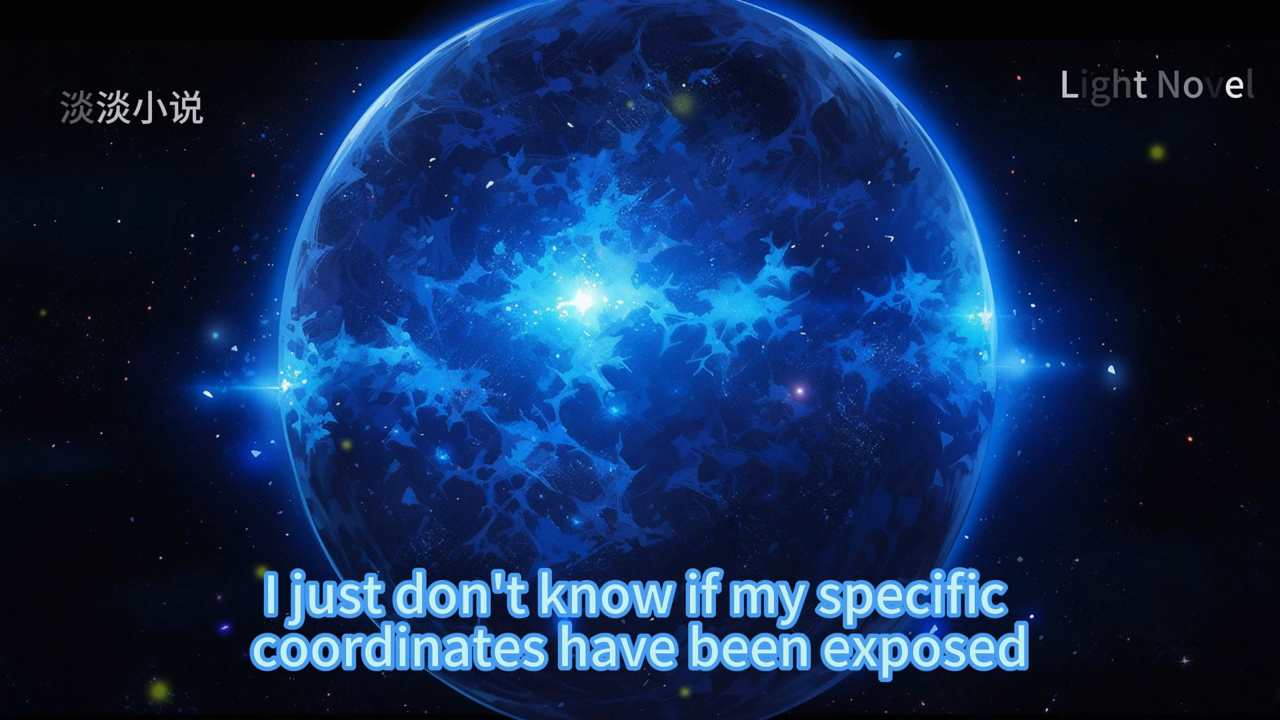 淡淡小说
Light Novel
I just don't know if my specific
coordinates have been exposed